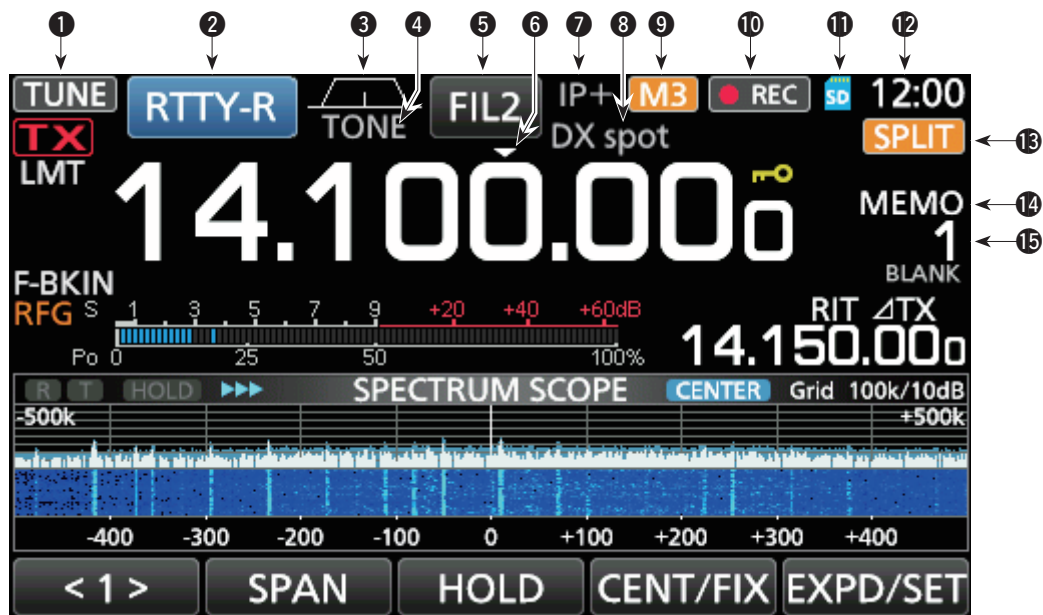 1 2 3 4 5 6 7 8 9 10 11 12
TUNE RTTY-R TONE FIL2 IP+ M3 REC SD 12:00
TX DX spot SPLIT 13
LMT 14.100.000 MEMO 14
1 15
F-BKIN BLANK
RFG S 1 3 5 7 9 +20 +40 +60dB RIT ⊿TX
Po 0 25 50 100% 14.150.000
R T HOLD SPECTRUM SCOPE CENTER Grid 100k/10dB
-500k +500k
-400 -300 -200 -100 0 +100 +200 +300 +400
< 1 > SPAN HOLD CENT/FIX EXPD/SET